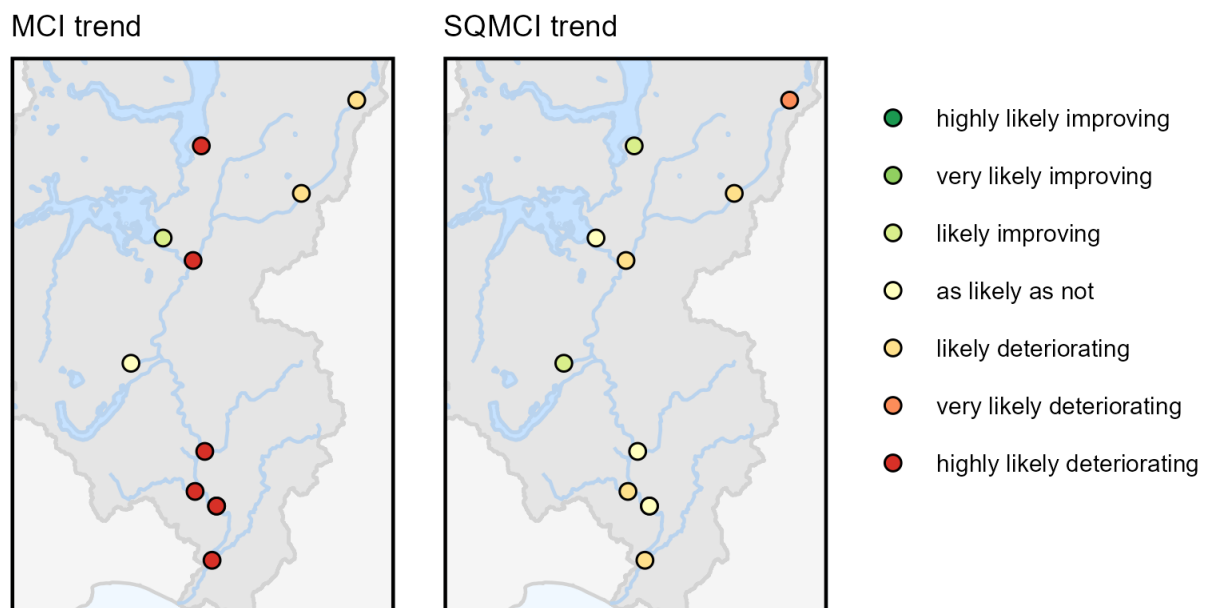 MCI trend
SQMCI trend
highly likely improving
very likely improving
likely improving
as likely as not
likely deteriorating
very likely deteriorating
highly likely deteriorating